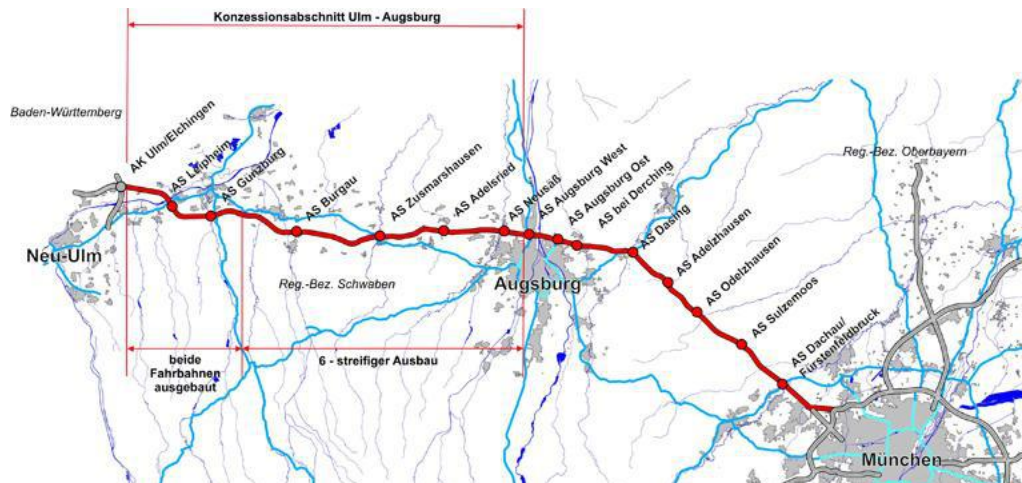 Konzessionsabschnitt Ulm - Augsburg
Baden-Württemberg
AK Ulm/Elchingen
AS Leipheim
AS Günzburg
AS Burgau
AS Zusmarshausen
AS Adelsried
AS Neusäß
AS Augsburg West
AS Augsburg Ost
AS bei Derching
AS Dasing
AS Adelzhausen
AS Odelzhausen
AS Sulzemoos
AS Dachau/
Fürstenfeldbruck
Reg.-Bez. Oberbayern
Neu-Ulm
Reg.-Bez. Schwaben
Augsburg
beide
Fahrbahnen
ausgebaut
6 - streifiger Ausbau
München